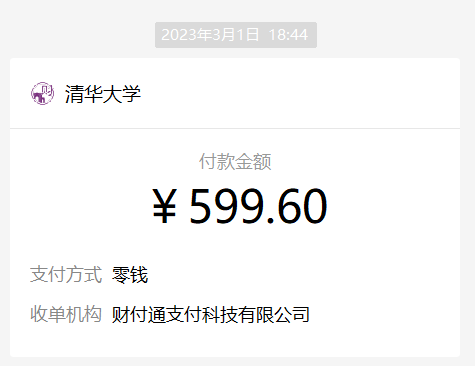 2023年3月1日 18:44
清华大学
付款金额
¥599.60
支付方式 零钱
收单机构 财付通支付科技有限公司